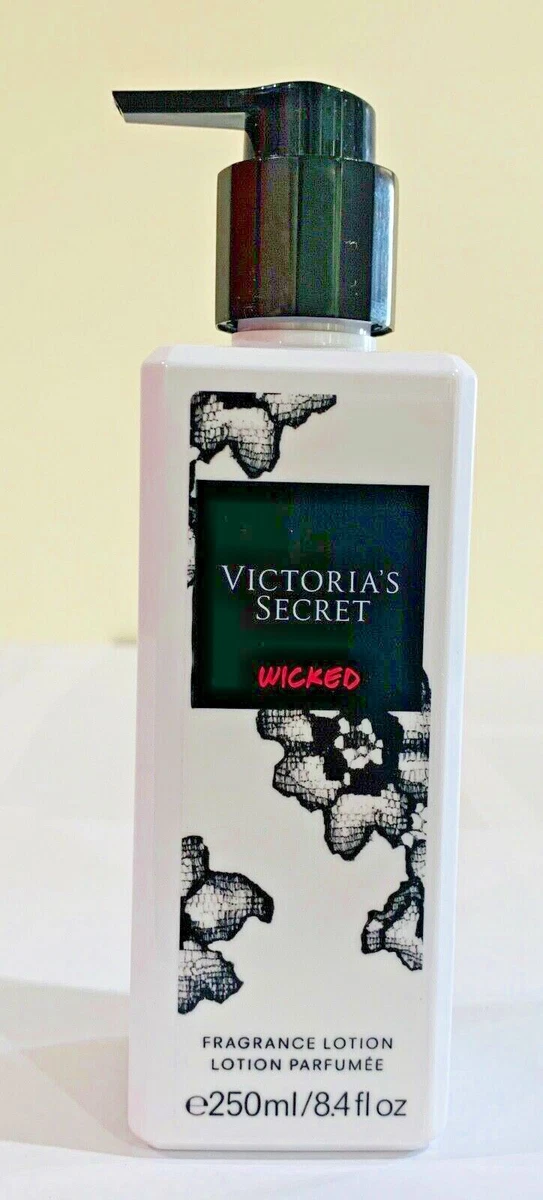 VICTORIA'S
SECRET
WICKED
FRAGRANCE LOTION
LOTION PARFUMÉE
℮250ml/8.4 fl oz